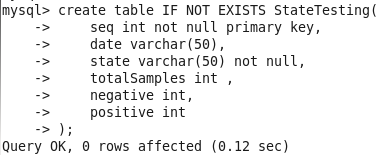 mysql> create table IF NOT EXISTS StateTesting(
    ->     seq int not null primary key,
    ->     date varchar(50),
    ->     state varchar(50) not null,
    ->     totalSamples int ,
    ->     negative int,
    ->     positive int
    -> );
Query OK, 0 rows affected (0.12 sec)